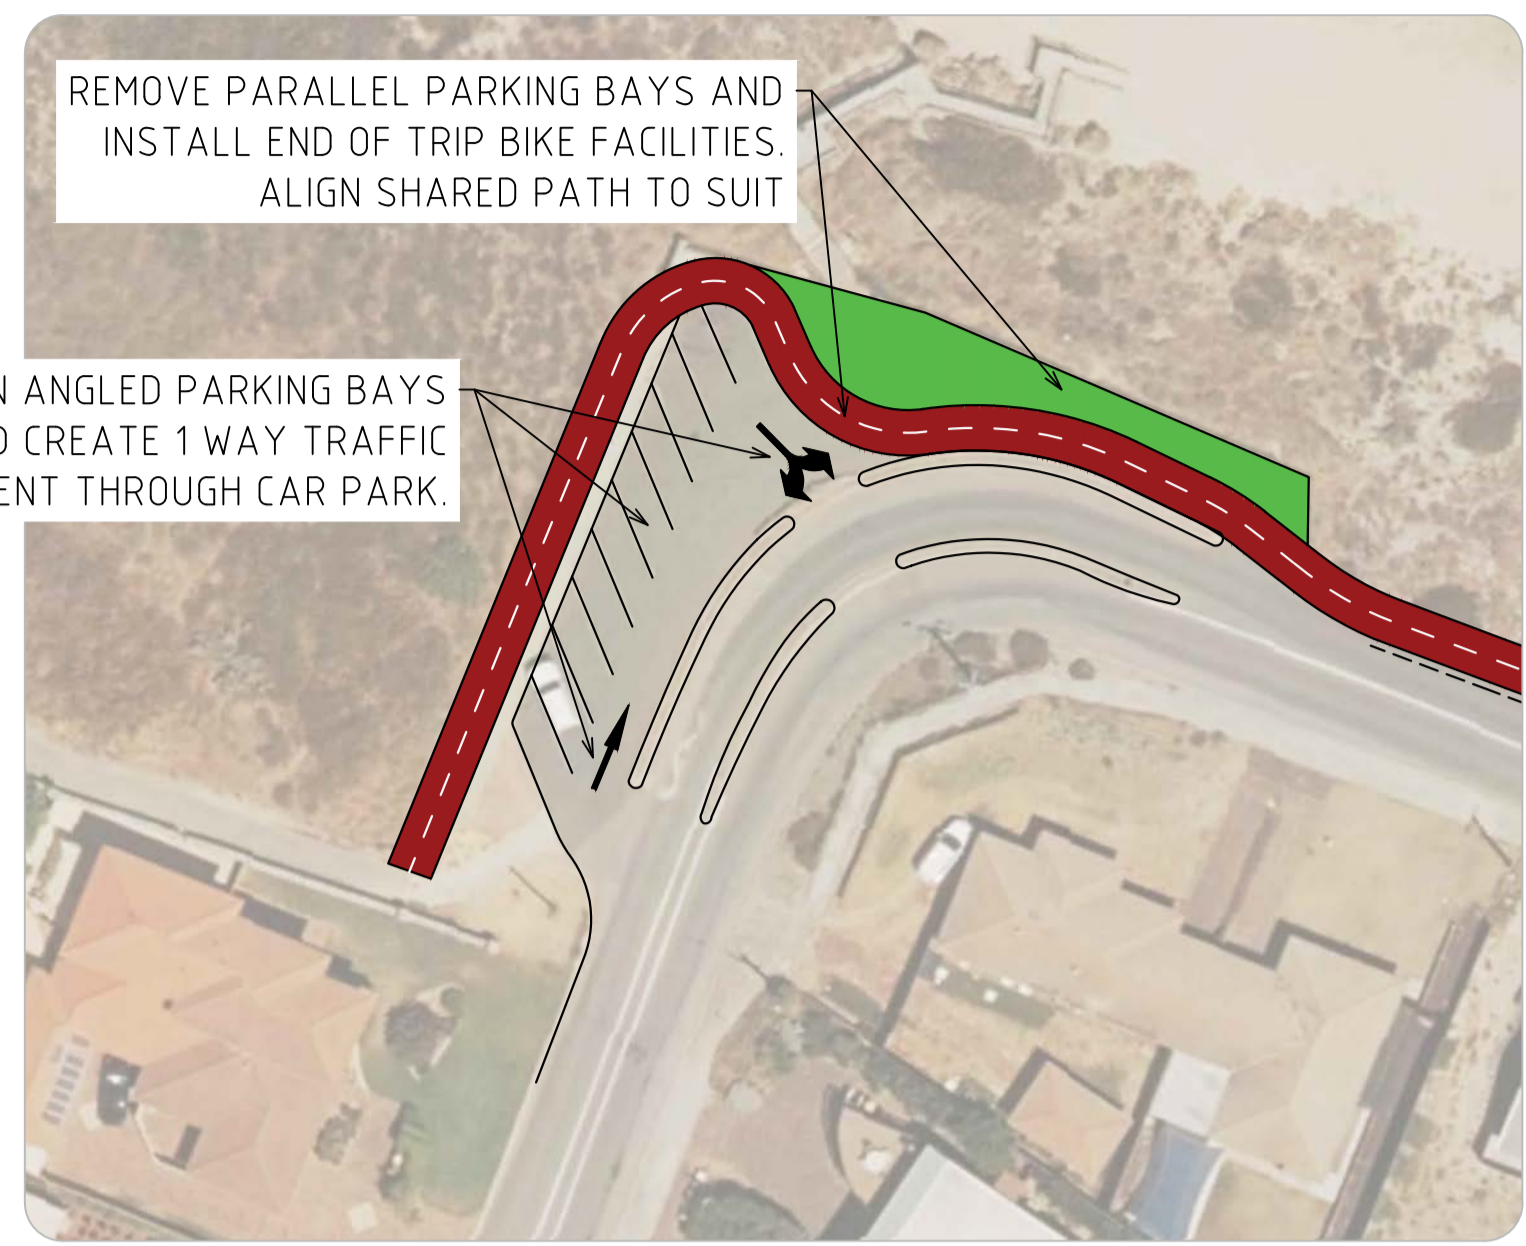 REMOVE PARALLEL PARKING BAYS AND
INSTALL END OF TRIP BIKE FACILITIES.
ALIGN SHARED PATH TO SUIT
ANGLED PARKING BAYS
CREATE 1 WAY TRAFFIC
THROUGH CAR PARK.